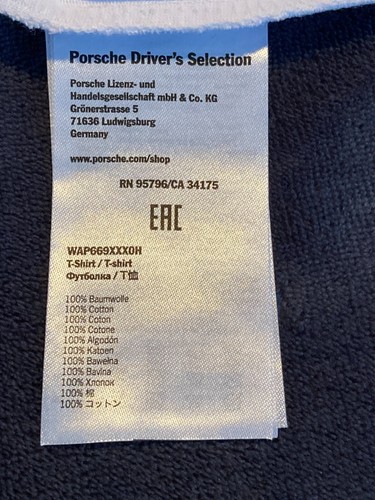 Porsche Driver's Selection
Porsche Lizenz- und
Handelsgesellschaft mbH & Co. KG
Grönerstrasse 5
71636 Ludwigsburg
Germany
www.porsche.com/shop
RN 95796/CA 34175
EAC
WAP669XXX0H
T-Shirt / T-shirt
Футболка / T恤
100% Baumwolle
100% Cotton
100% Coton
100% Cotone
100% Algodón
100% Katoen
100% Bawełna
100% Bavlna
100% Хлопок
100% 棉
100% コットン